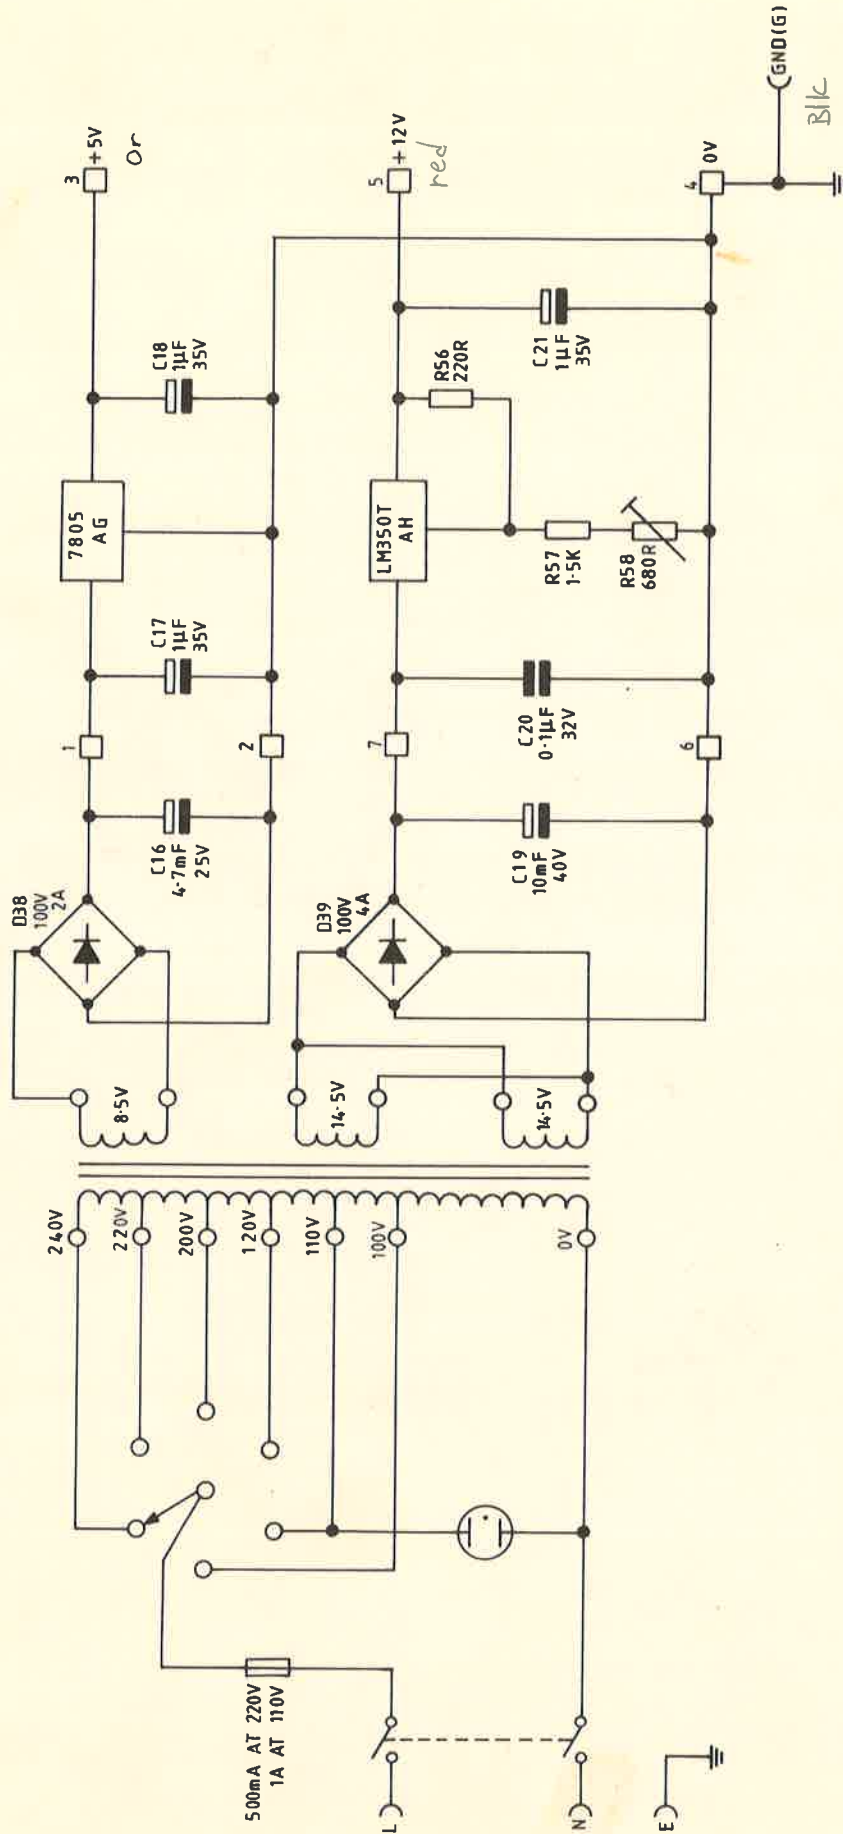 L
N
E
500mA AT 220V
1A AT 110V
240V
220V
200V
120V
110V
100V
0V
8·5V
14·5V
14·5V
D38
100V
2A
D39
100V
4A
C16
4·7mF
25V
C19
10mF
40V
1
2
7
6
C17
1µF
35V
C20
0·1µF
32V
7805
AG
LM350T
AH
R57
1·5K
R58
680R
C18
1µF
35V
R56
220R
C21
1µF
35V
3
+5V
Or
5
+12V
red
4
0V
GND(G)
Blk